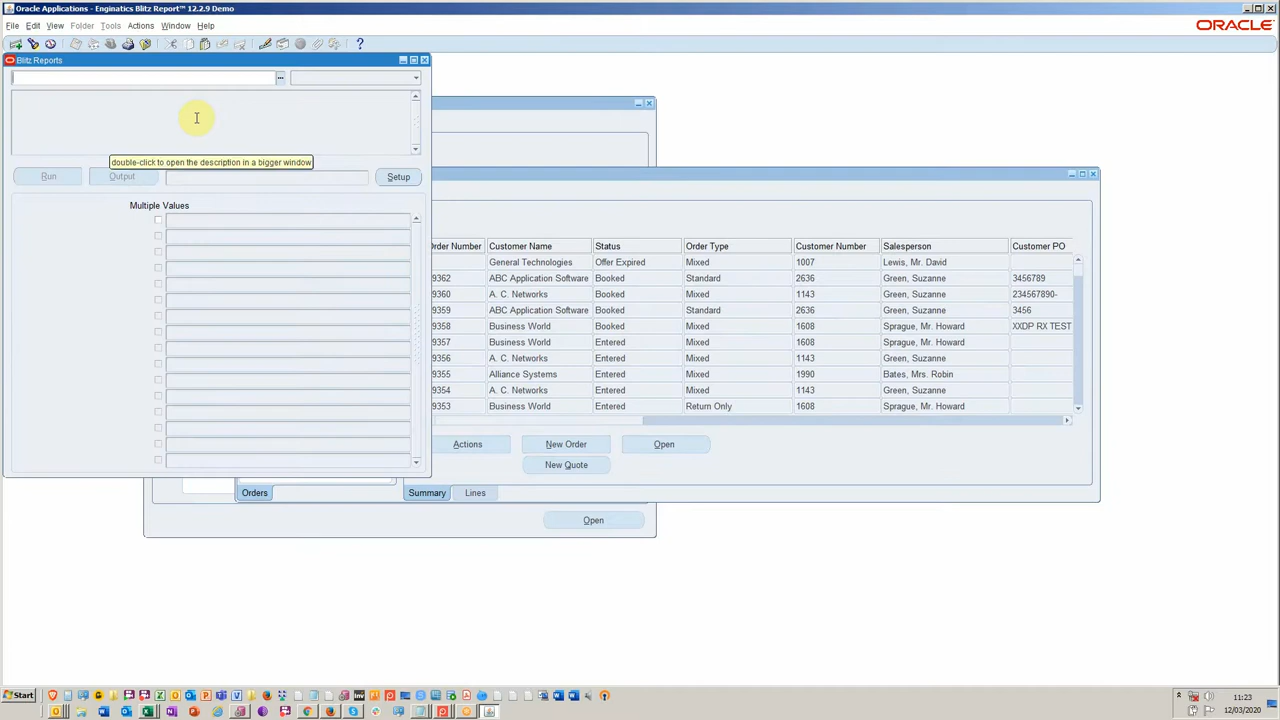 Oracle Applications - Enginatics Blitz Report™ 12.2.9 Demo
File Edit View Folder Tools Actions Window Help
ORACLE
Blitz Reports
double-click to open the description in a bigger window
Run Output Setup
Multiple Values
Order Number Customer Name Status Order Type Customer Number Salesperson Customer PO
General Technologies Offer Expired Mixed 1007 Lewis, Mr. David
9362 ABC Application Software Booked Standard 2636 Green, Suzanne 3456789
9360 A. C. Networks Booked Mixed 1143 Green, Suzanne 234567890-
9359 ABC Application Software Booked Standard 2636 Green, Suzanne 3456
9358 Business World Booked Mixed 1608 Sprague, Mr. Howard XXDP RX TEST
9357 Business World Entered Mixed 1608 Sprague, Mr. Howard
9356 A. C. Networks Entered Mixed 1143 Green, Suzanne
9355 Alliance Systems Entered Mixed 1990 Bates, Mrs. Robin
9354 A. C. Networks Entered Mixed 1143 Green, Suzanne
9353 Business World Entered Return Only 1608 Sprague, Mr. Howard
Actions New Order Open
New Quote
Orders Summary Lines
Open
Start
11:23
12/03/2020